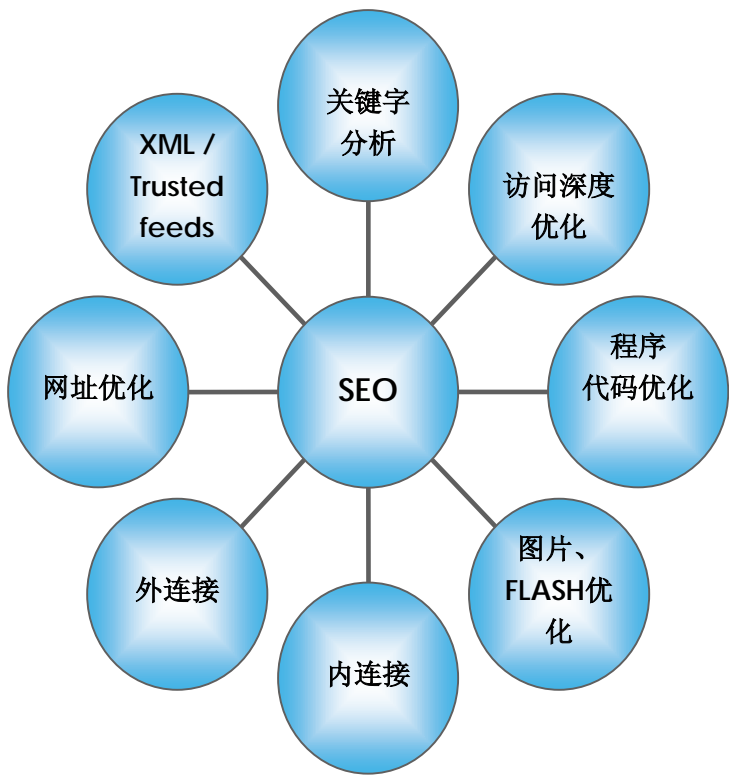 关键字
分析
XML /
Trusted
feeds
访问深度
优化
网址优化
SEO
程序
代码优化
外连接
图片、
FLASH优
化
内连接